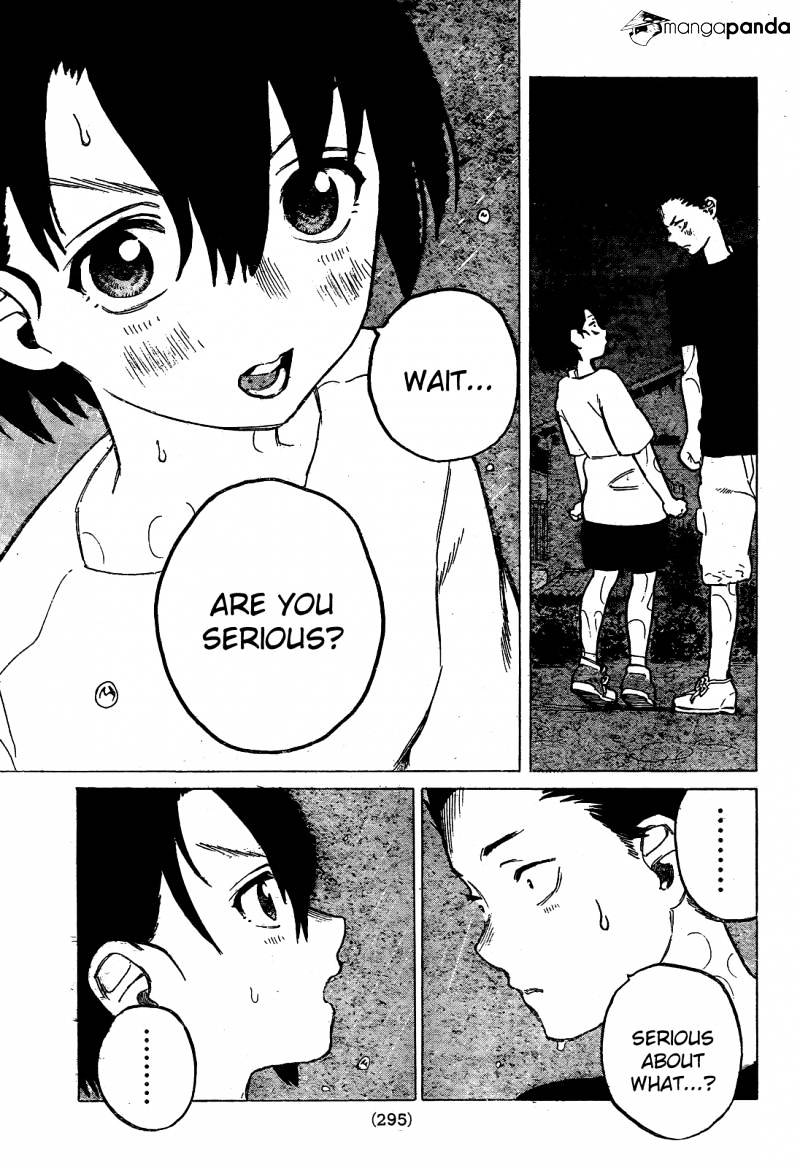 mangapanda
WAIT...
ARE YOU
SERIOUS?
........
SERIOUS
ABOUT
WHAT...?
........
(295)